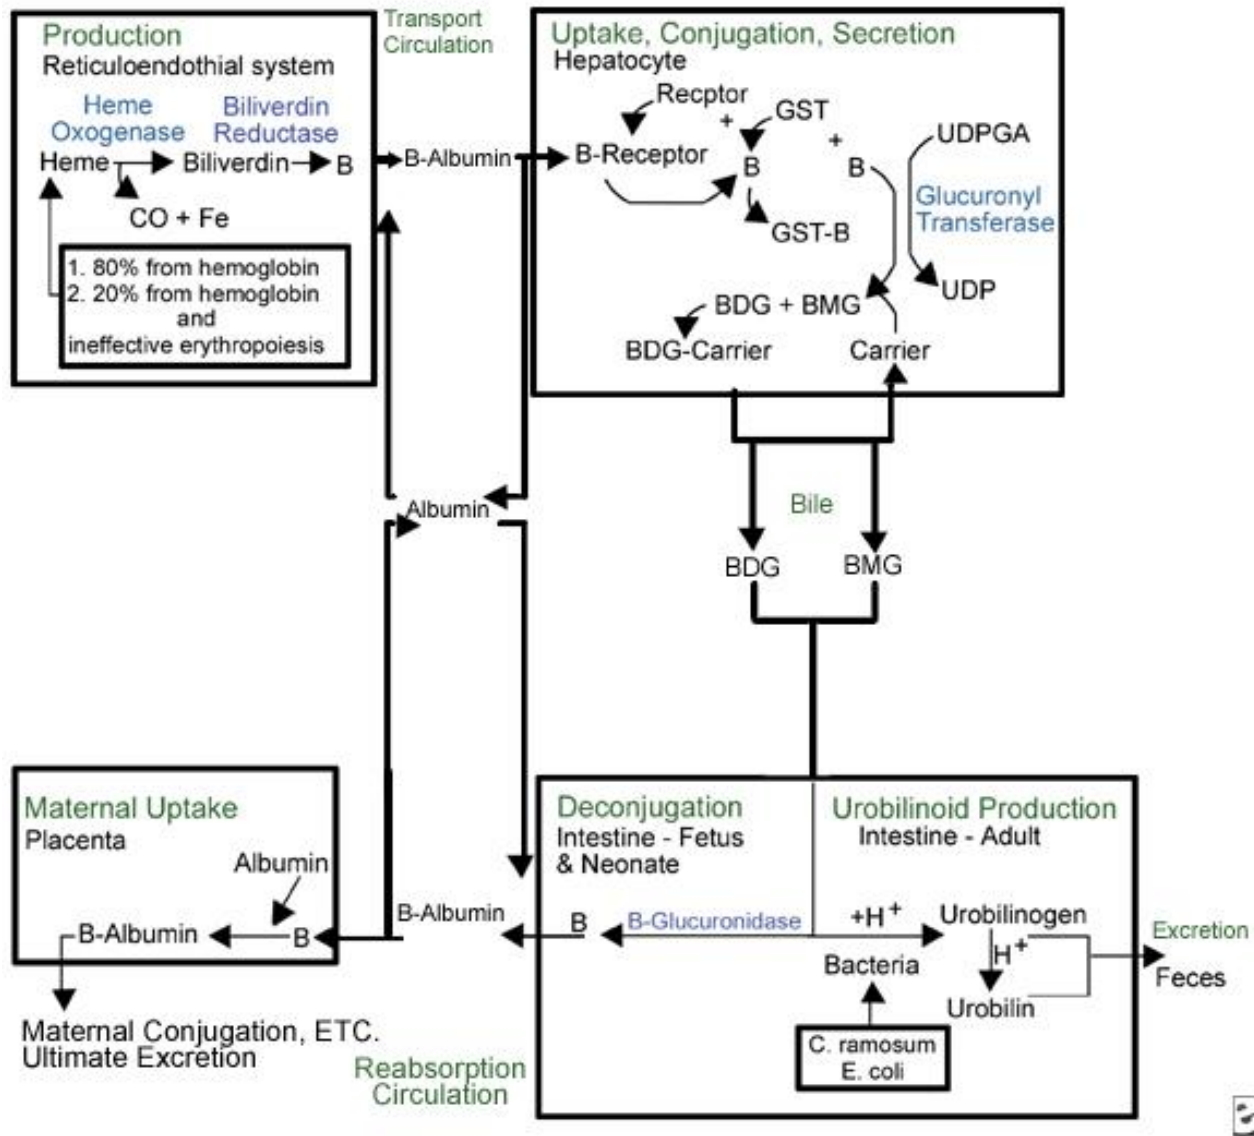 Production
Reticuloendothial system
Heme
Oxogenase
Biliverdin
Reductase
Heme
Biliverdin
B
CO + Fe
1. 80% from hemoglobin
2. 20% from hemoglobin
and
ineffective erythropoiesis
Transport
Circulation
B-Albumin
Uptake, Conjugation, Secretion
Hepatocyte
Recptor
+
GST
+
UDPGA
B-Receptor
B
B
Glucuronyl
Transferase
GST-B
UDP
BDG + BMG
BDG-Carrier
Carrier
Albumin
Bile
BDG
BMG
Maternal Uptake
Placenta
Albumin
B-Albumin
B
Maternal Conjugation, ETC.
Ultimate Excretion
B-Albumin
Reabsorption
Circulation
Deconjugation
Intestine - Fetus
& Neonate
B
B-Glucuronidase
Urobilinoid Production
Intestine - Adult
+H+
Urobilinogen
Bacteria
H+
Urobilin
C. ramosum
E. coli
Excretion
Feces